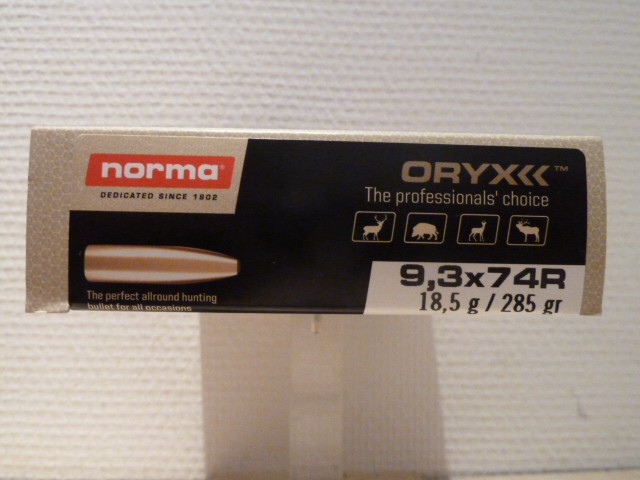 norma®
DEDICATED SINCE 1902
ORYX™
The professionals' choice
The perfect allround hunting
bullet for all occasions
9,3x74R
18,5 g / 285 gr